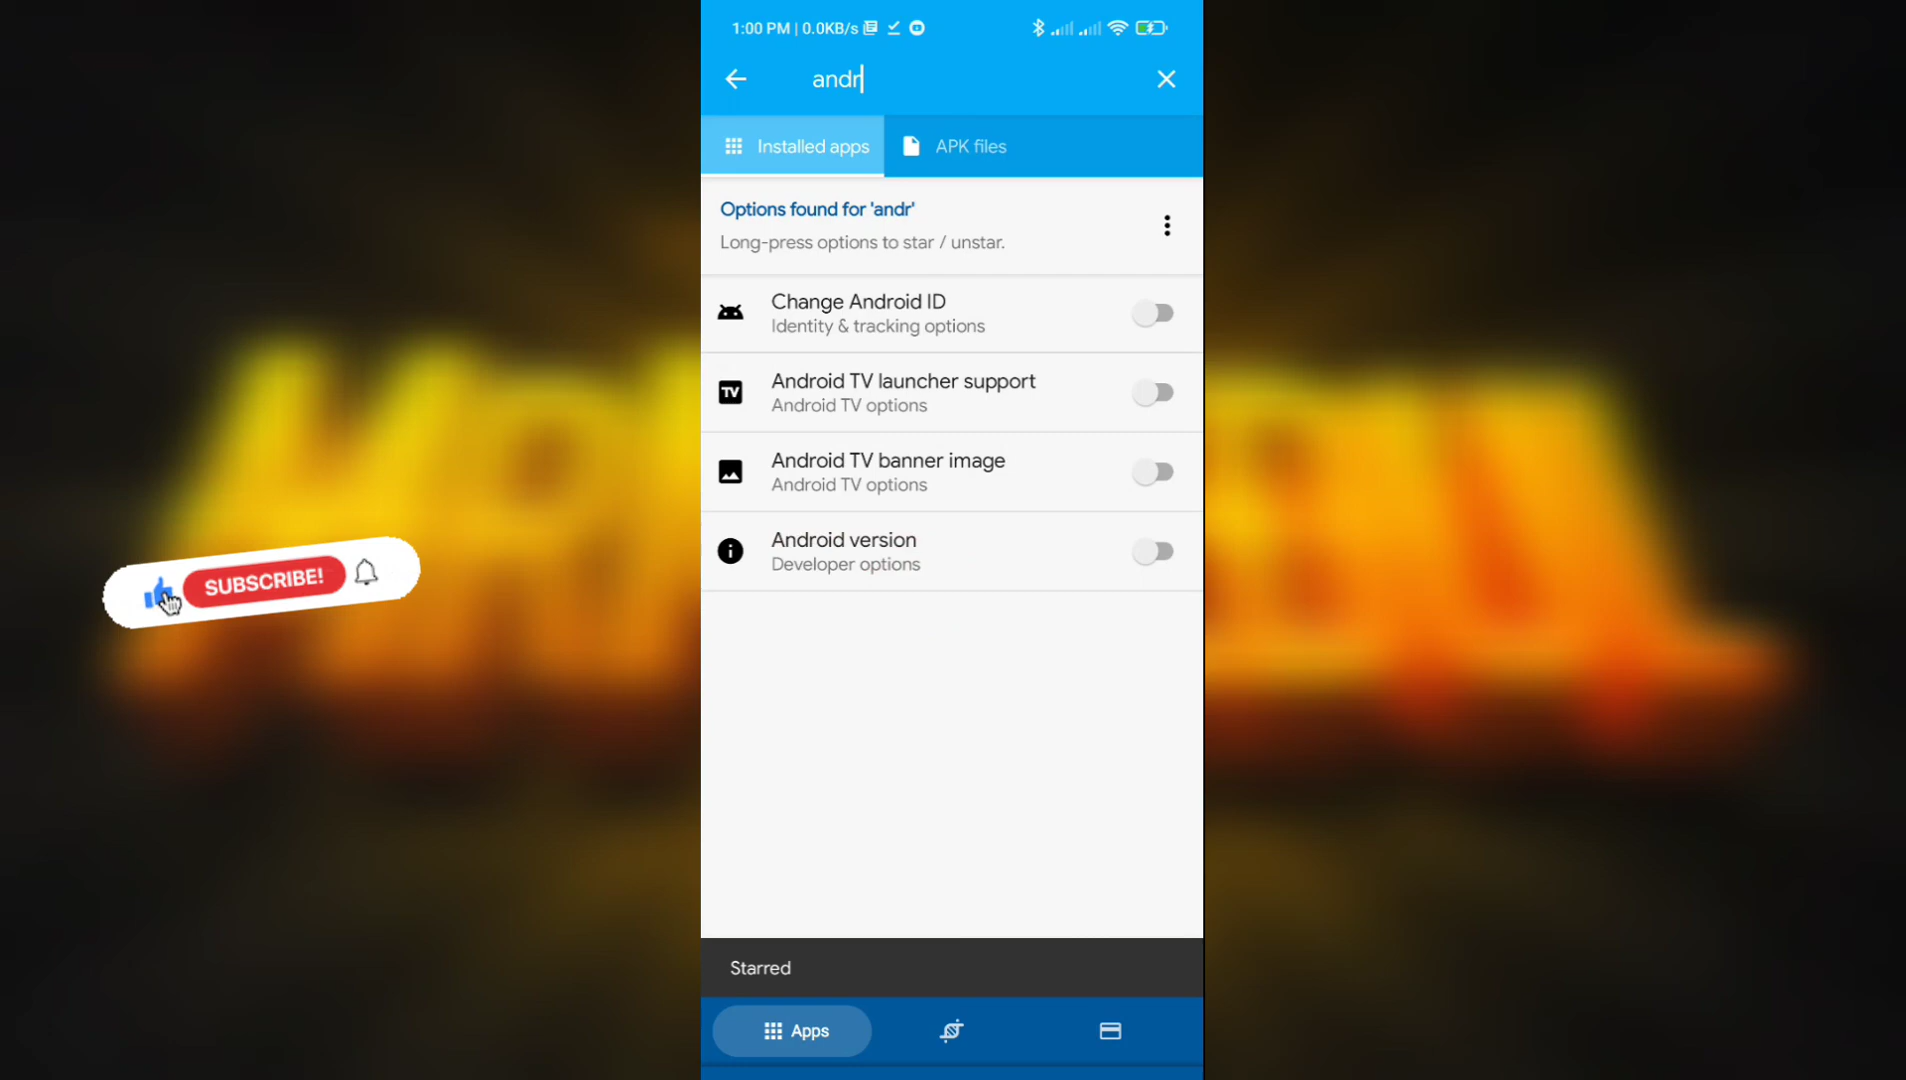 1:00 PM | 0.0KB/s
andr
Installed apps
APK files
Options found for 'andr'
Long-press options to star / unstar.
Change Android ID
Identity & tracking options
TV
Android TV launcher support
Android TV options
Android TV banner image
Android TV options
Android version
Developer options
SUBSCRIBE!
Starred
Apps